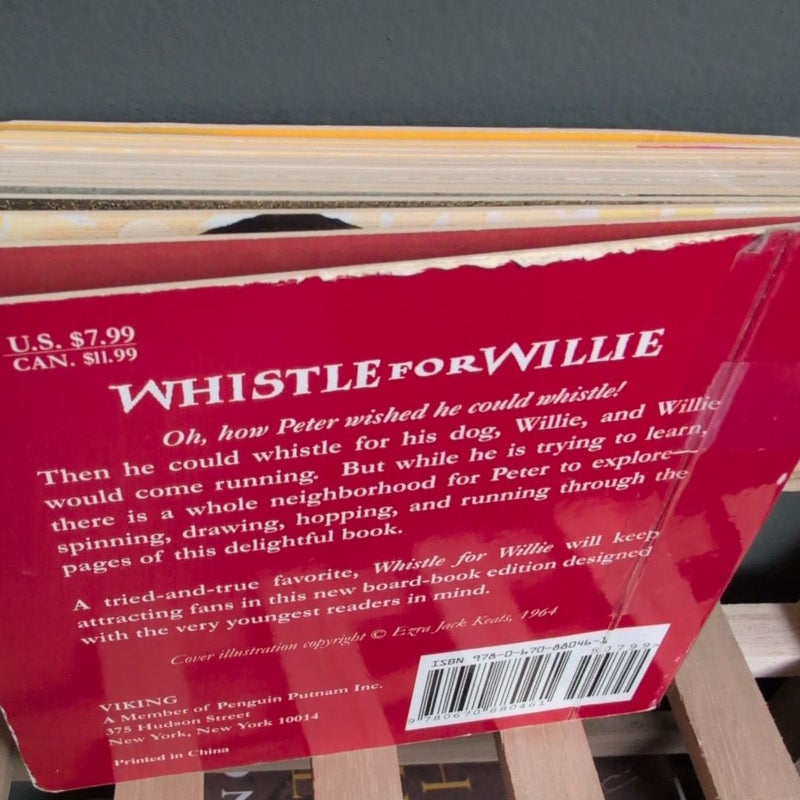 U.S. $7.99
CAN. $11.99
WHISTLE FOR WILLIE
Oh, how Peter wished he could whistle!
Then he could whistle for his dog, Willie, and Willie
would come running. But while he is trying to learn,
there is a whole neighborhood for Peter to explore—
spinning, drawing, hopping, and running through the
pages of this delightful book.
A tried-and-true favorite, Whistle for Willie will keep
attracting fans in this new board-book edition designed
with the very youngest readers in mind.
Cover illustration copyright © Ezra Jack Keats, 1964
VIKING
A Member of Penguin Putnam Inc.
375 Hudson Street
New York, New York 10014
Printed in China
ISBN 978-0-670-88046-1
50799>
9 780670 880461